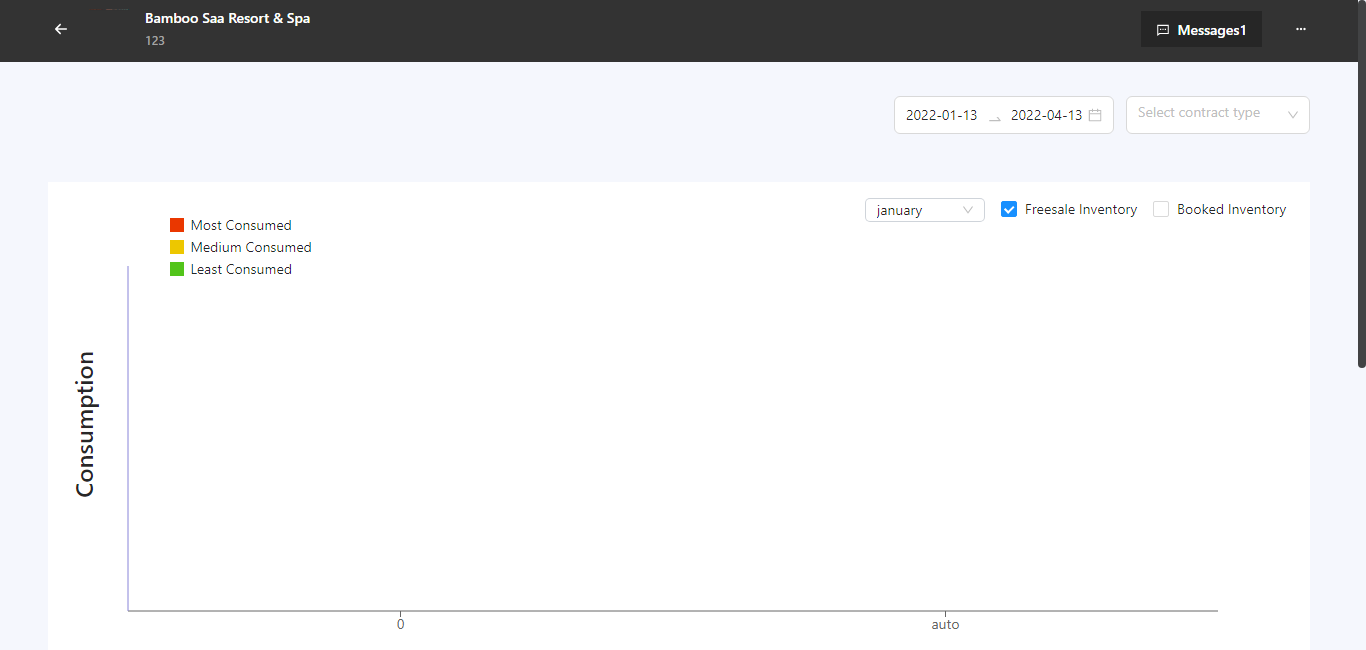 Bamboo Saa Resort & Spa
123
Messages1
2022-01-13
2022-04-13
Select contract type
january
Freesale Inventory
Booked Inventory
Most Consumed
Medium Consumed
Least Consumed
Consumption
0
auto